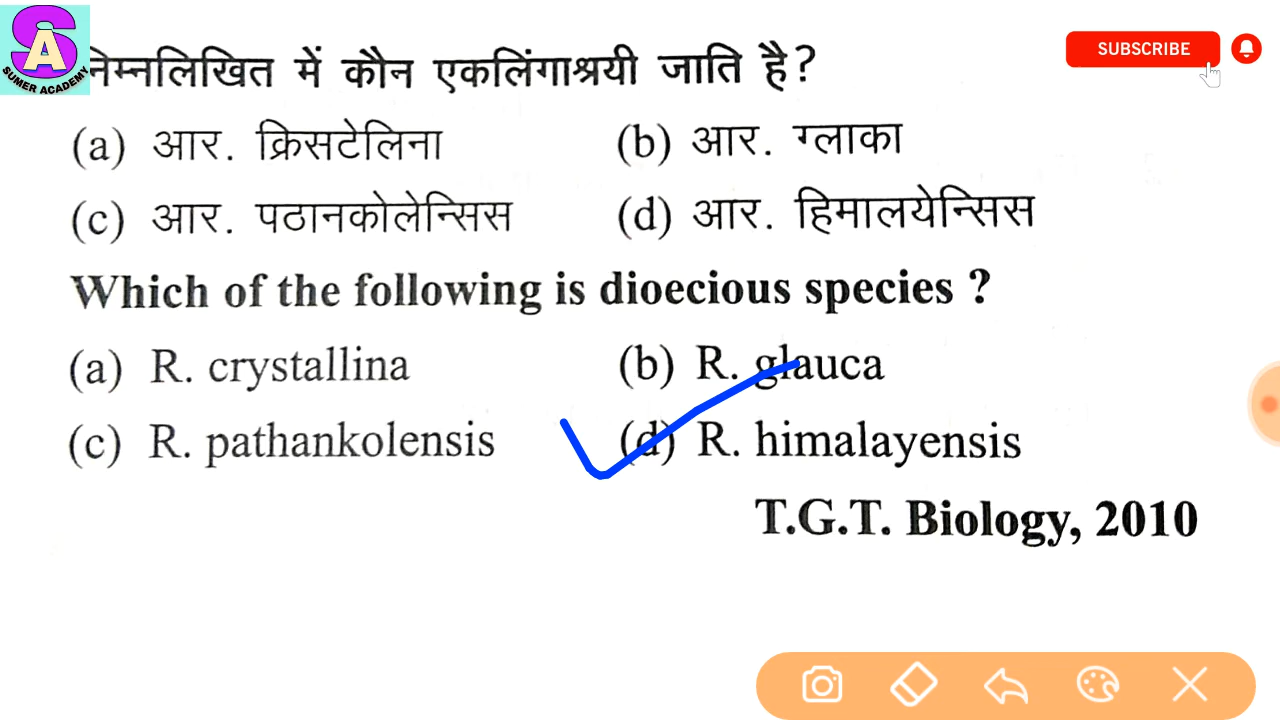 SA
SUMER ACADEMY
SUBSCRIBE
निम्नलिखित में कौन एकलिंगाश्रयी जाति है?
(a) आर. क्रिसटेलिना (b) आर. ग्लाका
(c) आर. पठानकोलेन्सिस (d) आर. हिमालयेन्सिस
Which of the following is dioecious species ?
(a) R. crystallina (b) R. glauca
(c) R. pathankolensis (d) R. himalayensis
T.G.T. Biology, 2010